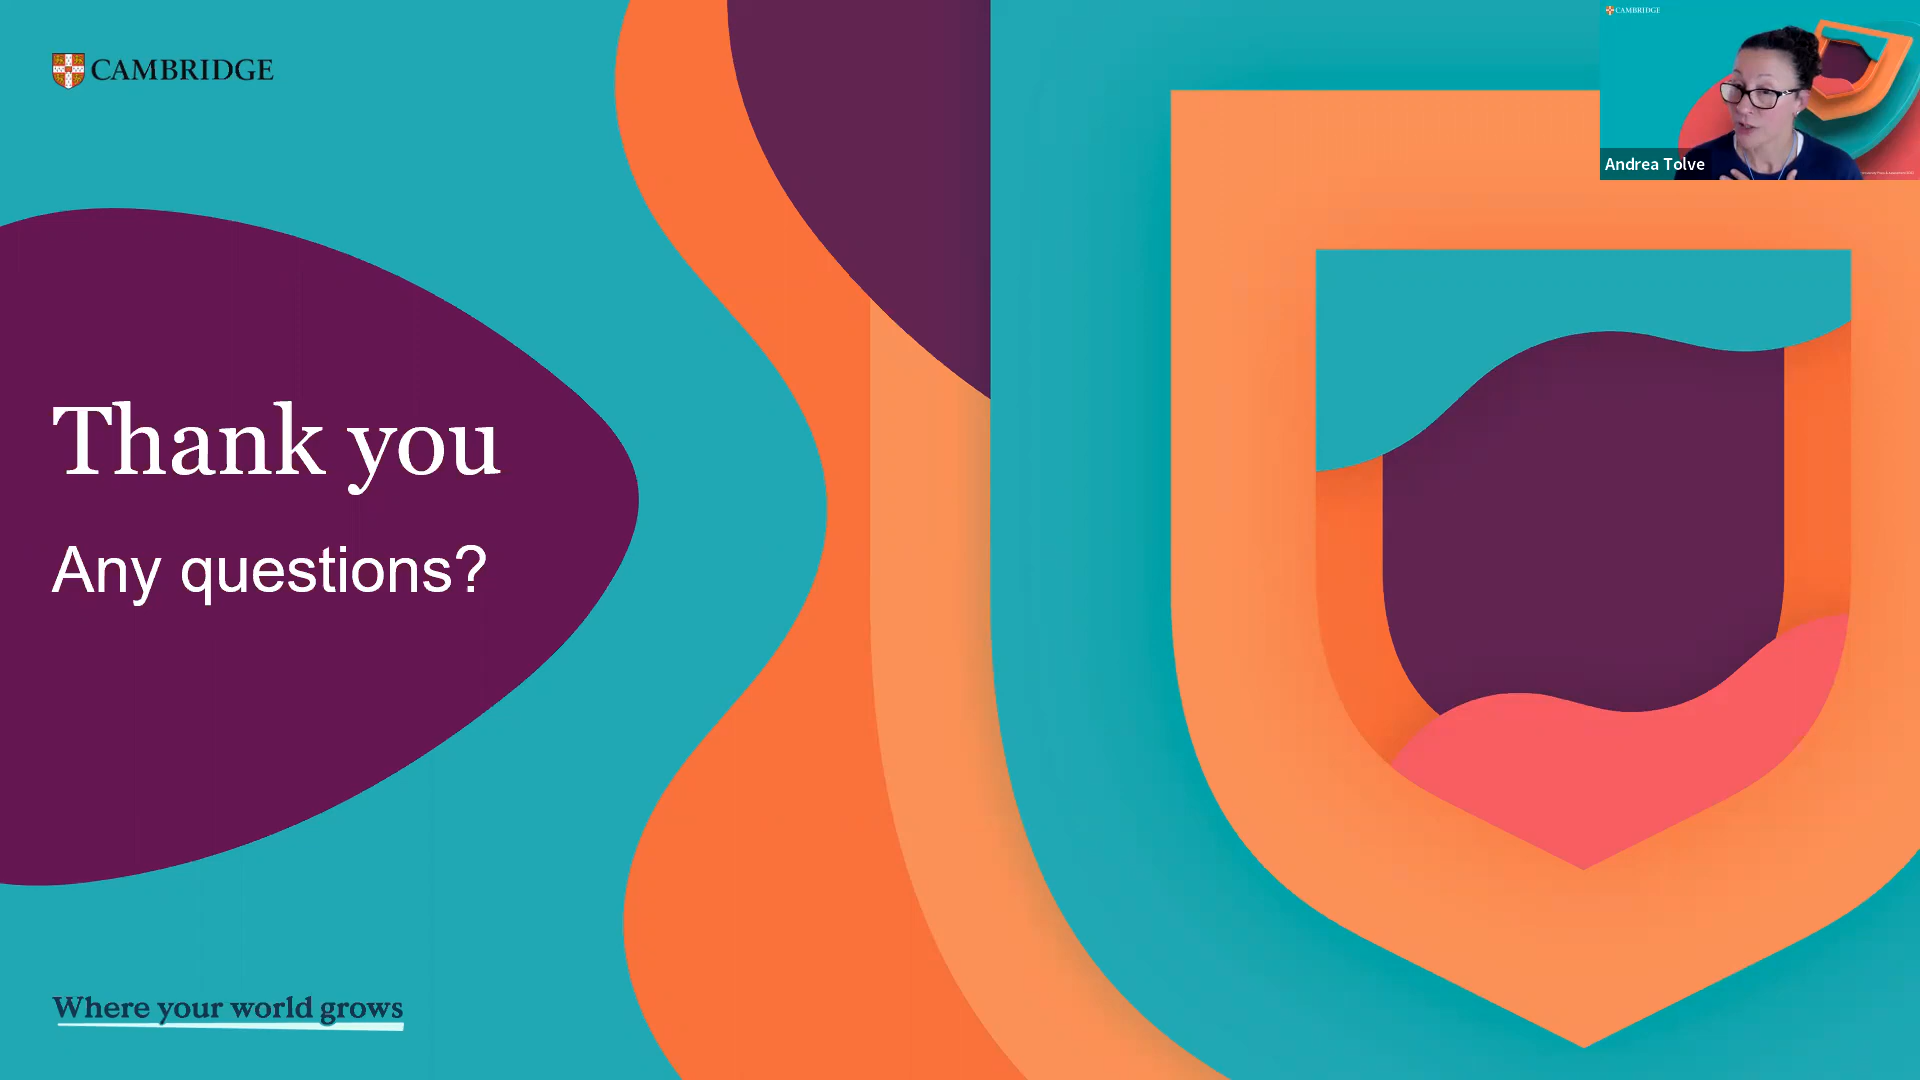 CAMBRIDGE
CAMBRIDGE
Andrea Tolve
Thank you
Any questions?
Where your world grows